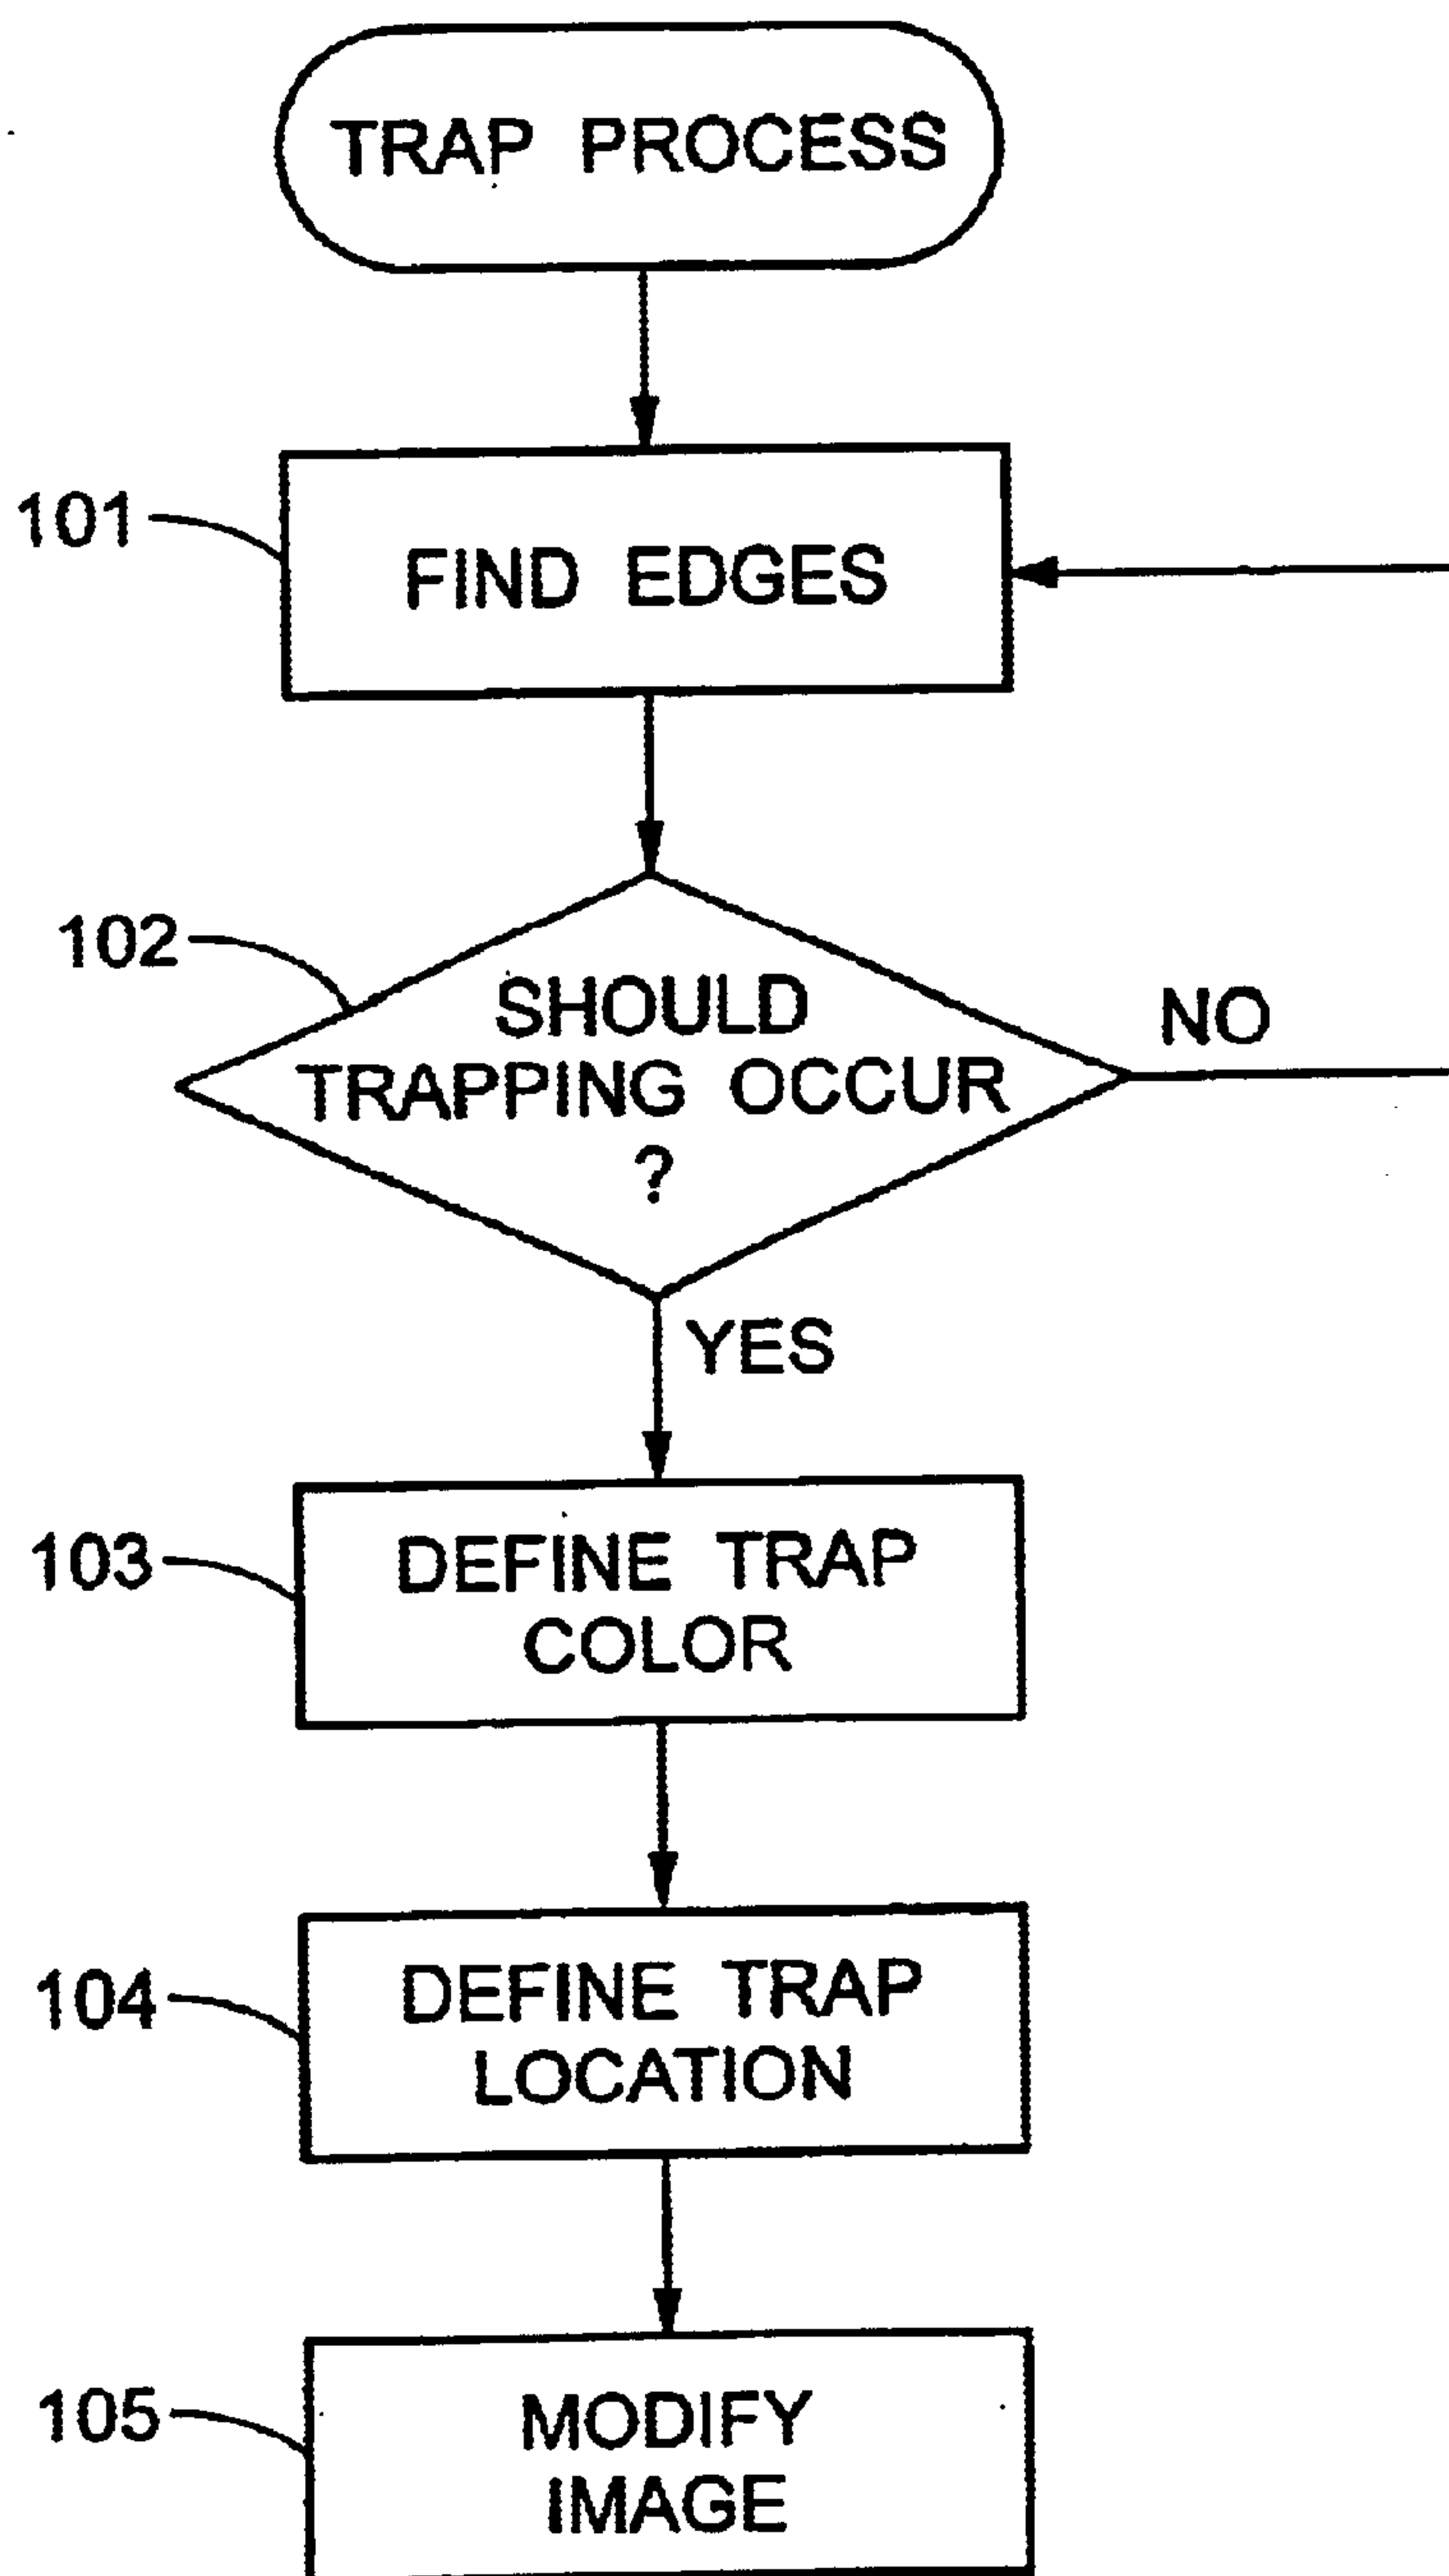 TRAP PROCESS
101
FIND EDGES
102
SHOULD
TRAPPING OCCUR
?
NO
YES
103
DEFINE TRAP
COLOR
104
DEFINE TRAP
LOCATION
105
MODIFY
IMAGE